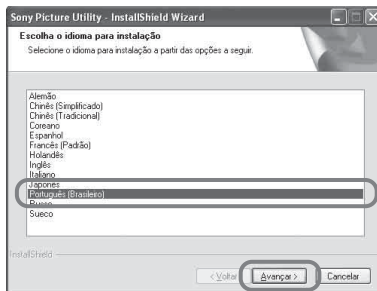 Sony Picture Utility - InstallShield Wizard
Escolha o idioma para instalação
Selecione o idioma para instalação a partir das opções a seguir.
Alemão
Chinês (Simplificado)
Chinês (Tradicional)
Coreano
Espanhol
Francês (Padrão)
Holandês
Inglês
Italiano
Japonês
Português (Brasileiro)
Russo
Sueco
InstallShield
< Voltar Avançar > Cancelar